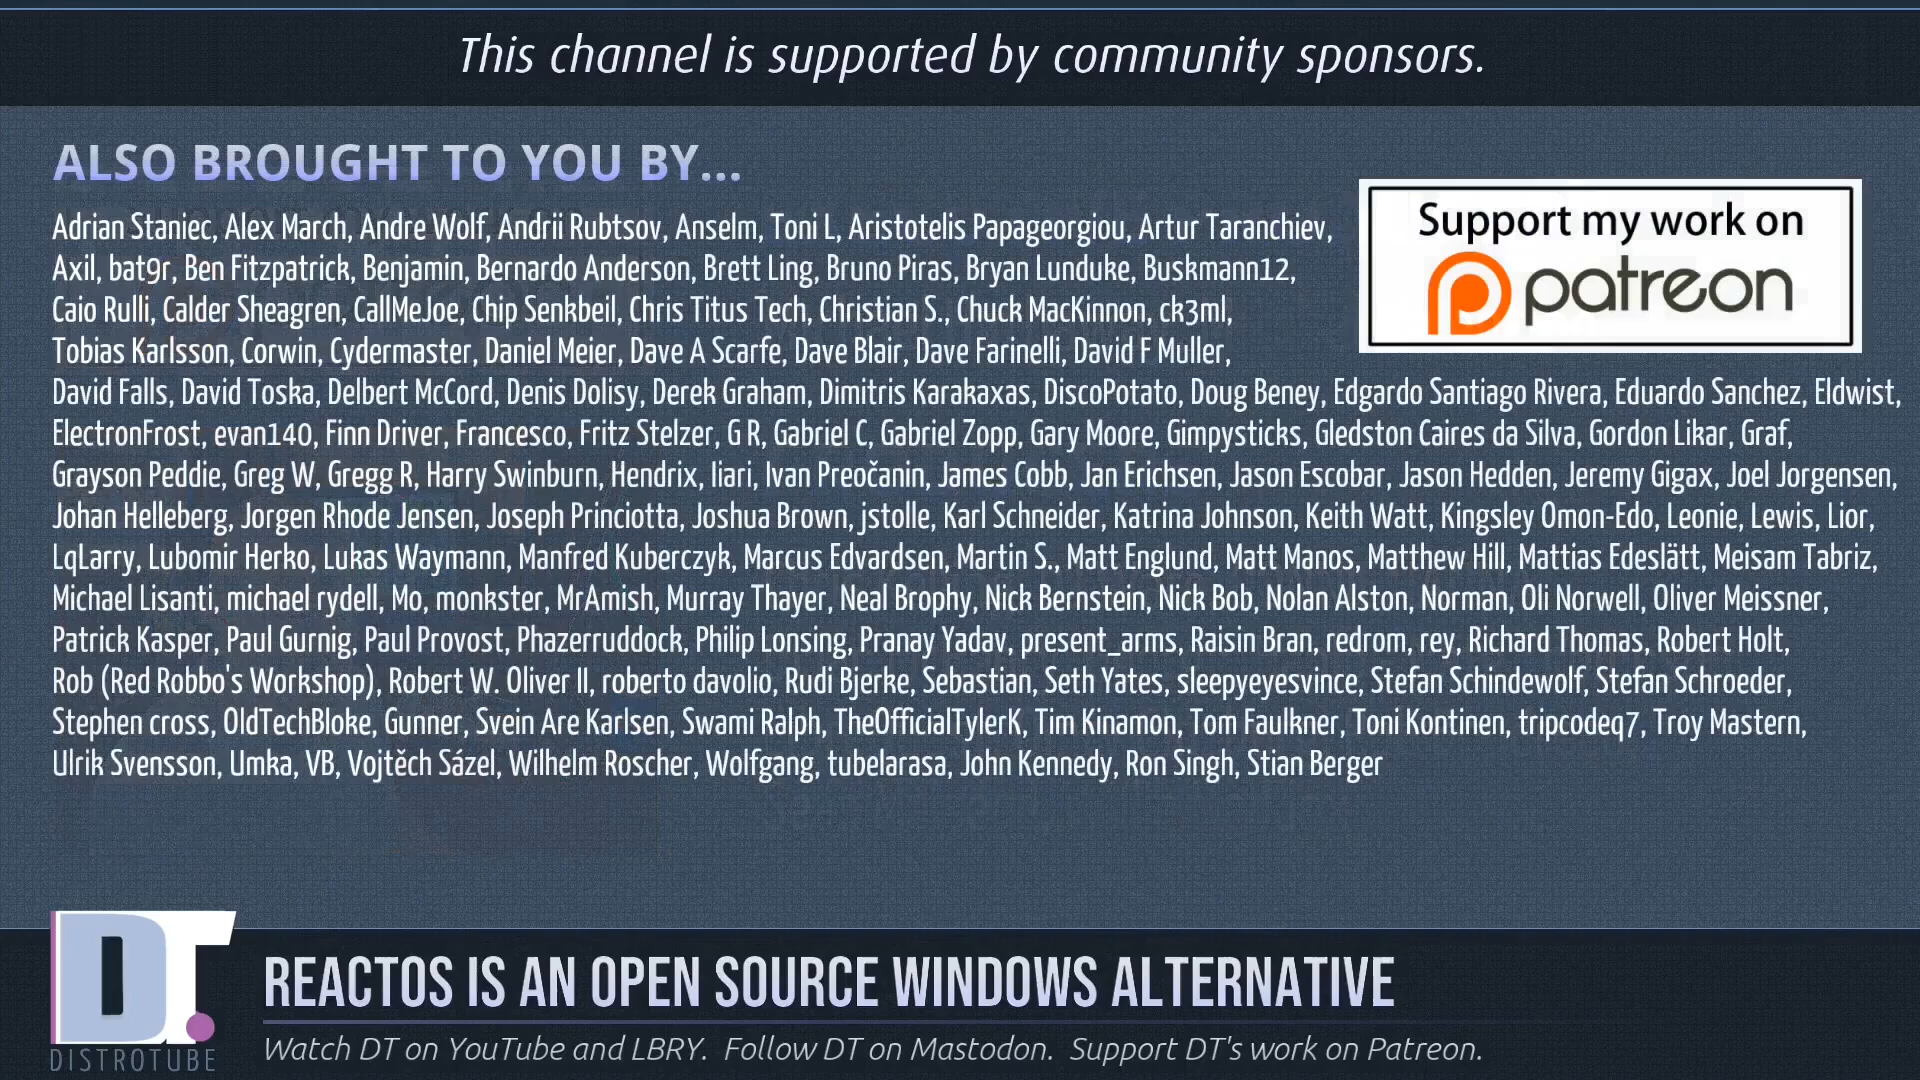 This channel is supported by community sponsors.
ALSO BROUGHT TO YOU BY...
Adrian Staniec, Alex March, Andre Wolf, Andrii Rubtsov, Anselm, Toni L, Aristotelis Papageorgiou, Artur Taranchiev,
Axil, bat9r, Ben Fitzpatrick, Benjamin, Bernardo Anderson, Brett Ling, Bruno Piras, Bryan Lunduke, Buskmann12,
Caio Rulli, Calder Sheagren, CallMeJoe, Chip Senkbeil, Chris Titus Tech, Christian S., Chuck MacKinnon, ck3ml,
Tobias Karlsson, Corwin, Cydermaster, Daniel Meier, Dave A Scarfe, Dave Blair, Dave Farinelli, David F Muller,
David Falls, David Toska, Delbert McCord, Denis Dolisy, Derek Graham, Dimitris Karakaxas, DiscoPotato, Doug Beney, Edgardo Santiago Rivera, Eduardo Sanchez, Eldwist,
ElectronFrost, evan140, Finn Driver, Francesco, Fritz Stelzer, G R, Gabriel C, Gabriel Zopp, Gary Moore, Gimpysticks, Gledston Caires da Silva, Gordon Likar, Graf,
Grayson Peddie, Greg W, Gregg R, Harry Swinburn, Hendrix, Iiari, Ivan Preočanin, James Cobb, Jan Erichsen, Jason Escobar, Jason Hedden, Jeremy Gigax, Joel Jorgensen,
Johan Helleberg, Jorgen Rhode Jensen, Joseph Princiotta, Joshua Brown, jstolle, Karl Schneider, Katrina Johnson, Keith Watt, Kingsley Omon-Edo, Leonie, Lewis, Lior,
LqLarry, Lubomir Herko, Lukas Waymann, Manfred Kuberczyk, Marcus Edvardsen, Martin S., Matt Englund, Matt Manos, Matthew Hill, Mattias Edeslätt, Meisam Tabriz,
Michael Lisanti, michael rydell, Mo, monkster, MrAmish, Murray Thayer, Neal Brophy, Nick Bernstein, Nick Bob, Nolan Alston, Norman, Oli Norwell, Oliver Meissner,
Patrick Kasper, Paul Gurnig, Paul Provost, Phazerruddock, Philip Lonsing, Pranay Yadav, present_arms, Raisin Bran, redrom, rey, Richard Thomas, Robert Holt,
Rob (Red Robbo's Workshop), Robert W. Oliver II, roberto davolio, Rudi Bjerke, Sebastian, Seth Yates, sleepyeyesvince, Stefan Schindewolf, Stefan Schroeder,
Stephen cross, OldTechBloke, Gunner, Svein Are Karlsen, Swami Ralph, TheOfficialTylerK, Tim Kinamon, Tom Faulkner, Toni Kontinen, tripcodeq7, Troy Mastern,
Ulrik Svensson, Umka, VB, Vojtěch Sázel, Wilhelm Roscher, Wolfgang, tubelarasa, John Kennedy, Ron Singh, Stian Berger
Support my work on
patreon
DT
DISTROTUBE
REACTOS IS AN OPEN SOURCE WINDOWS ALTERNATIVE
Watch DT on YouTube and LBRY. Follow DT on Mastodon. Support DT's work on Patreon.